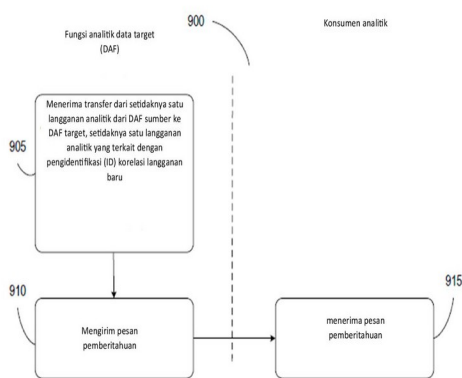 900
Fungsi analitik data target
(DAF)
Konsumen analitik
Menerima transfer dari setidaknya satu
langganan analitik dari DAF sumber ke
DAF target, setidaknya satu langganan
analitik yang terkait dengan
pengidentifikasi (ID) korelasi langganan
baru
905
910
Mengirim pesan
pemberitahuan
915
menerima pesan
pemberitahuan